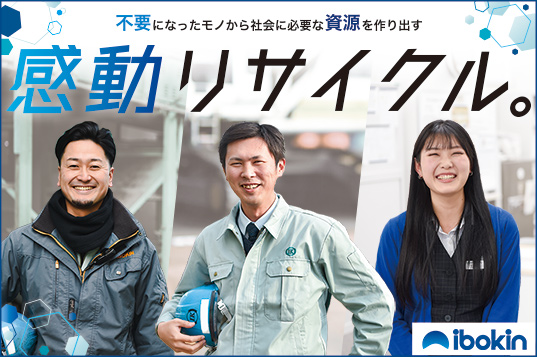 不要になったモノから社会に必要な資源を作り出す
感動リサイクル。
ibokin